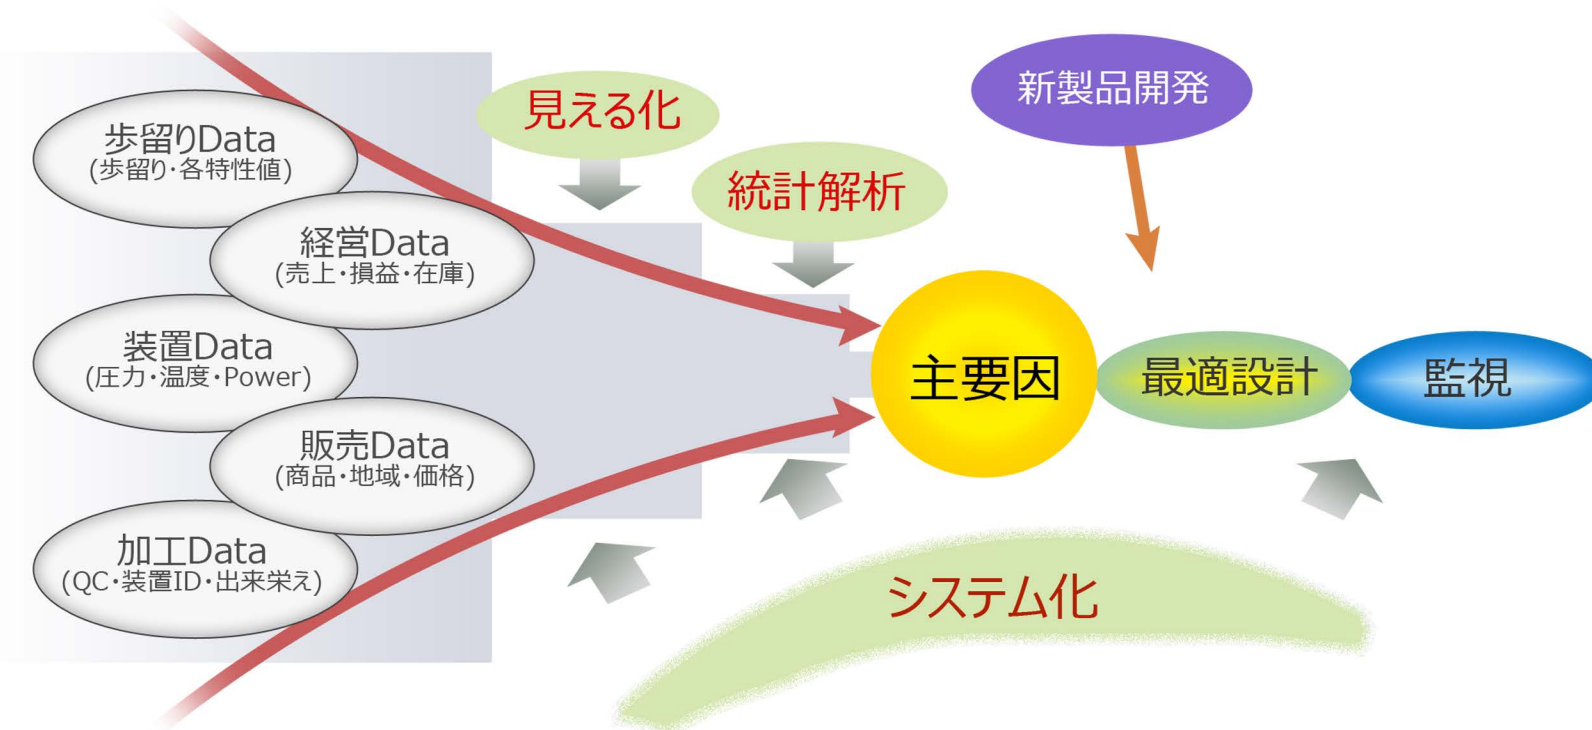 歩留りData
(歩留り・各特性値)
経営Data
(売上・損益・在庫)
装置Data
(圧力・温度・Power)
販売Data
(商品・地域・価格)
加工Data
(QC・装置ID・出来栄え)
見える化
統計解析
新製品開発
主要因
最適設計
監視
システム化